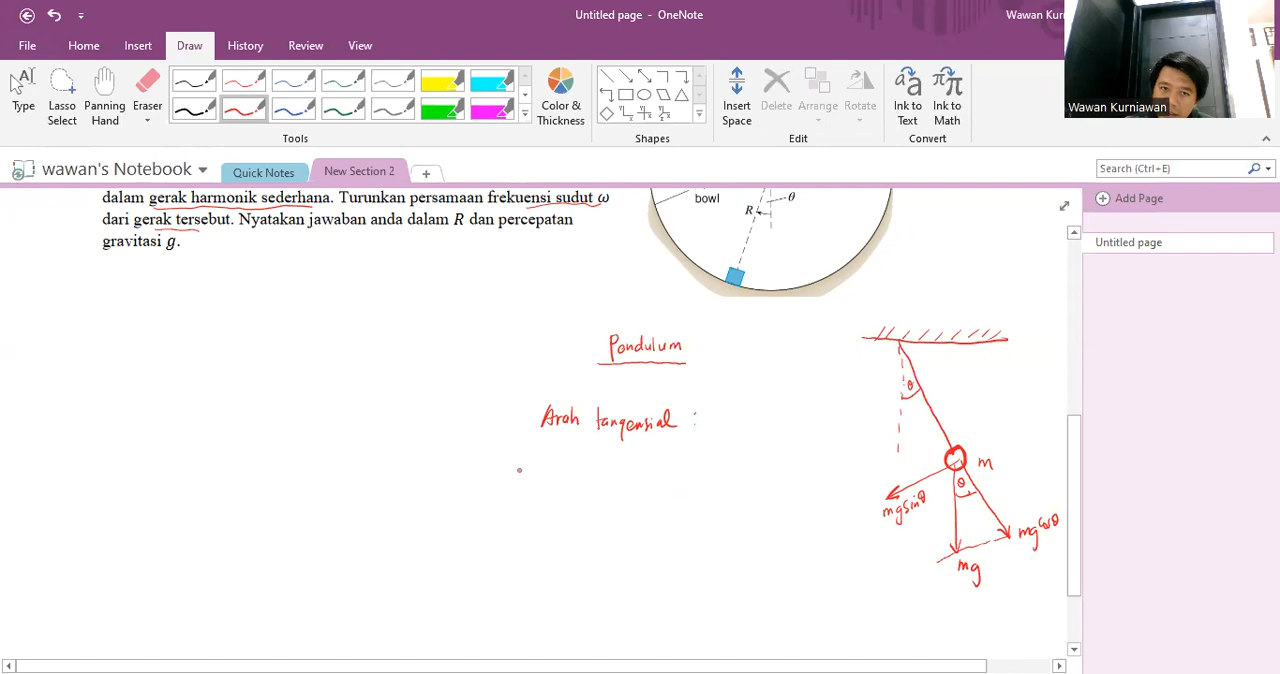 Untitled page - OneNote
Wawan Kurn
File Home Insert Draw History Review View
Type
Lasso Select
Panning Hand
Eraser
Color & Thickness
Insert Space
Delete
Arrange
Rotate
Ink to Text
Ink to Math
Tools
Shapes
Edit
Convert
Wawan Kurniawan
wawan's Notebook
Quick Notes
New Section 2
Search (Ctrl+E)
Add Page
Untitled page
dalam gerak harmonik sederhana. Turunkan persamaan frekuensi sudut ω
dari gerak tersebut. Nyatakan jawaban anda dalam R dan percepatan
gravitasi g.
bowl
θ
R
Pendulum
Arah tangensial :
θ
m
θ
mg sinθ
mg cosθ
mg